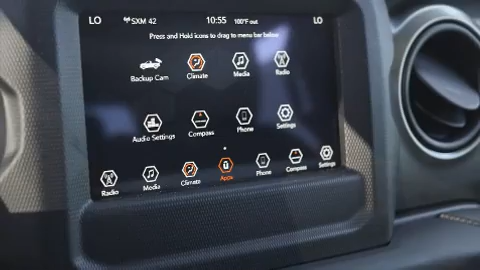 LO SXM 42 10:55 100°F out LO
Press and Hold icons to drag to menu bar below
Backup Cam Climate Media Radio
Audio Settings Compass Phone Settings
Radio Media Climate Apps Phone Compass Settings